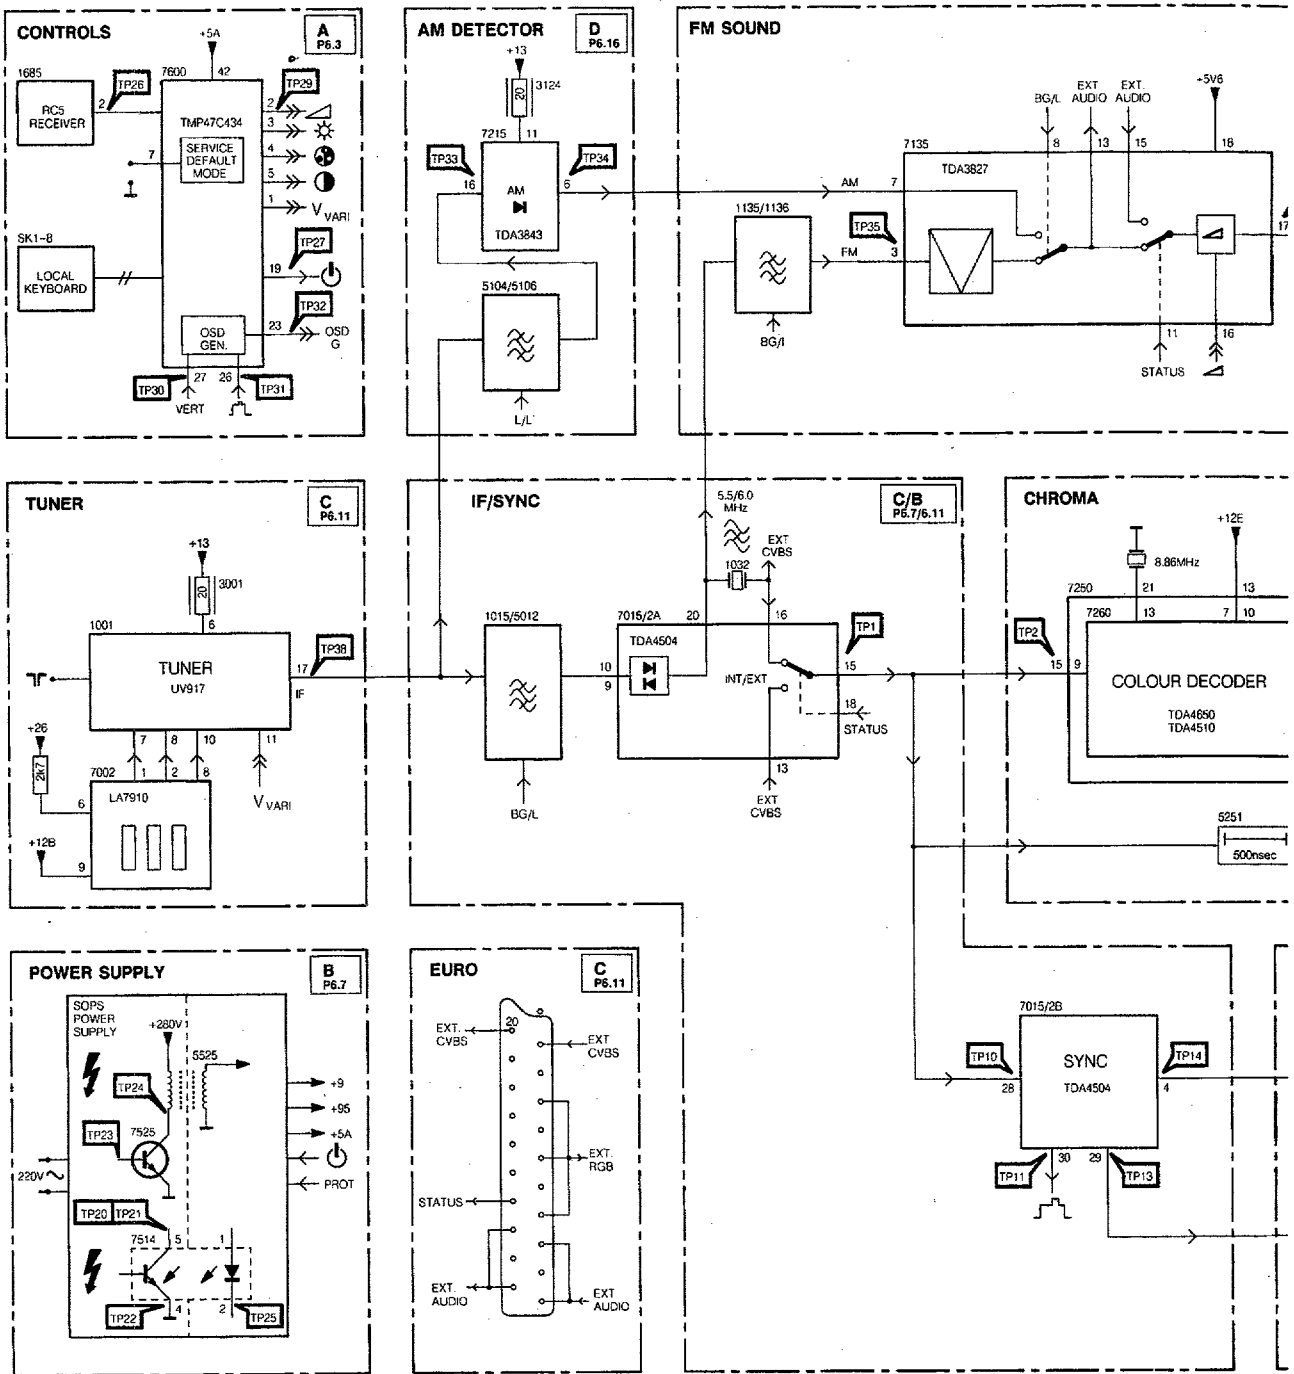 CONTROLS
A
P6.3
+5A
1685
7600
42
TP26
TP29
2
RC5
RECEIVER
TMP47C434
2
3
4
5
1
V VARI
7
SERVICE
DEFAULT
MODE
SK1-8
LOCAL
KEYBOARD
TP27
19
TP32
23
OSD
G
OSD
GEN.
TP30
27
26
TP31
VERT
AM DETECTOR
D
P6.16
+13
20
3124
7215
11
TP33
TP34
16
AM
6
TDA3843
5104/5106
L/L'
FM SOUND
BG/L
EXT
AUDIO
EXT.
AUDIO
+5V6
7135
8
13
15
18
TDA3827
AM
7
1135/1136
TP35
FM
3
17
BG/I
11
16
STATUS
TUNER
C
P6.11
+13
20
3001
1001
6
TUNER
UV917
17
TP38
IF
+26
2k7
7
8
10
11
7002
1
2
8
LA7910
6
+12B
9
V VARI
IF/SYNC
C/B
P6.7/6.11
5.5/6.0
MHz
EXT
CVBS
1032
1015/5012
7015/2A
20
16
TDA4504
TP1
10
9
INT/EXT
15
18
STATUS
13
BG/L
EXT
CVBS
CHROMA
+12E
8.86MHz
7250
21
13
7260
13
7
10
TP2
15
9
COLOUR DECODER
TDA4650
TDA4510
5251
500nsec
POWER SUPPLY
B
P6.7
SOPS
POWER
SUPPLY
+280V
5525
TP24
+9
+95
+5A
PROT
TP23
7525
220V
TP20
TP21
7514
5
1
4
2
TP22
TP25
EURO
C
P6.11
20
EXT.
CVBS
EXT
CVBS
EXT.
RGB
STATUS
EXT.
AUDIO
EXT
AUDIO
7015/2B
TP10
SYNC
TP14
28
TDA4504
4
30
29
TP11
TP13